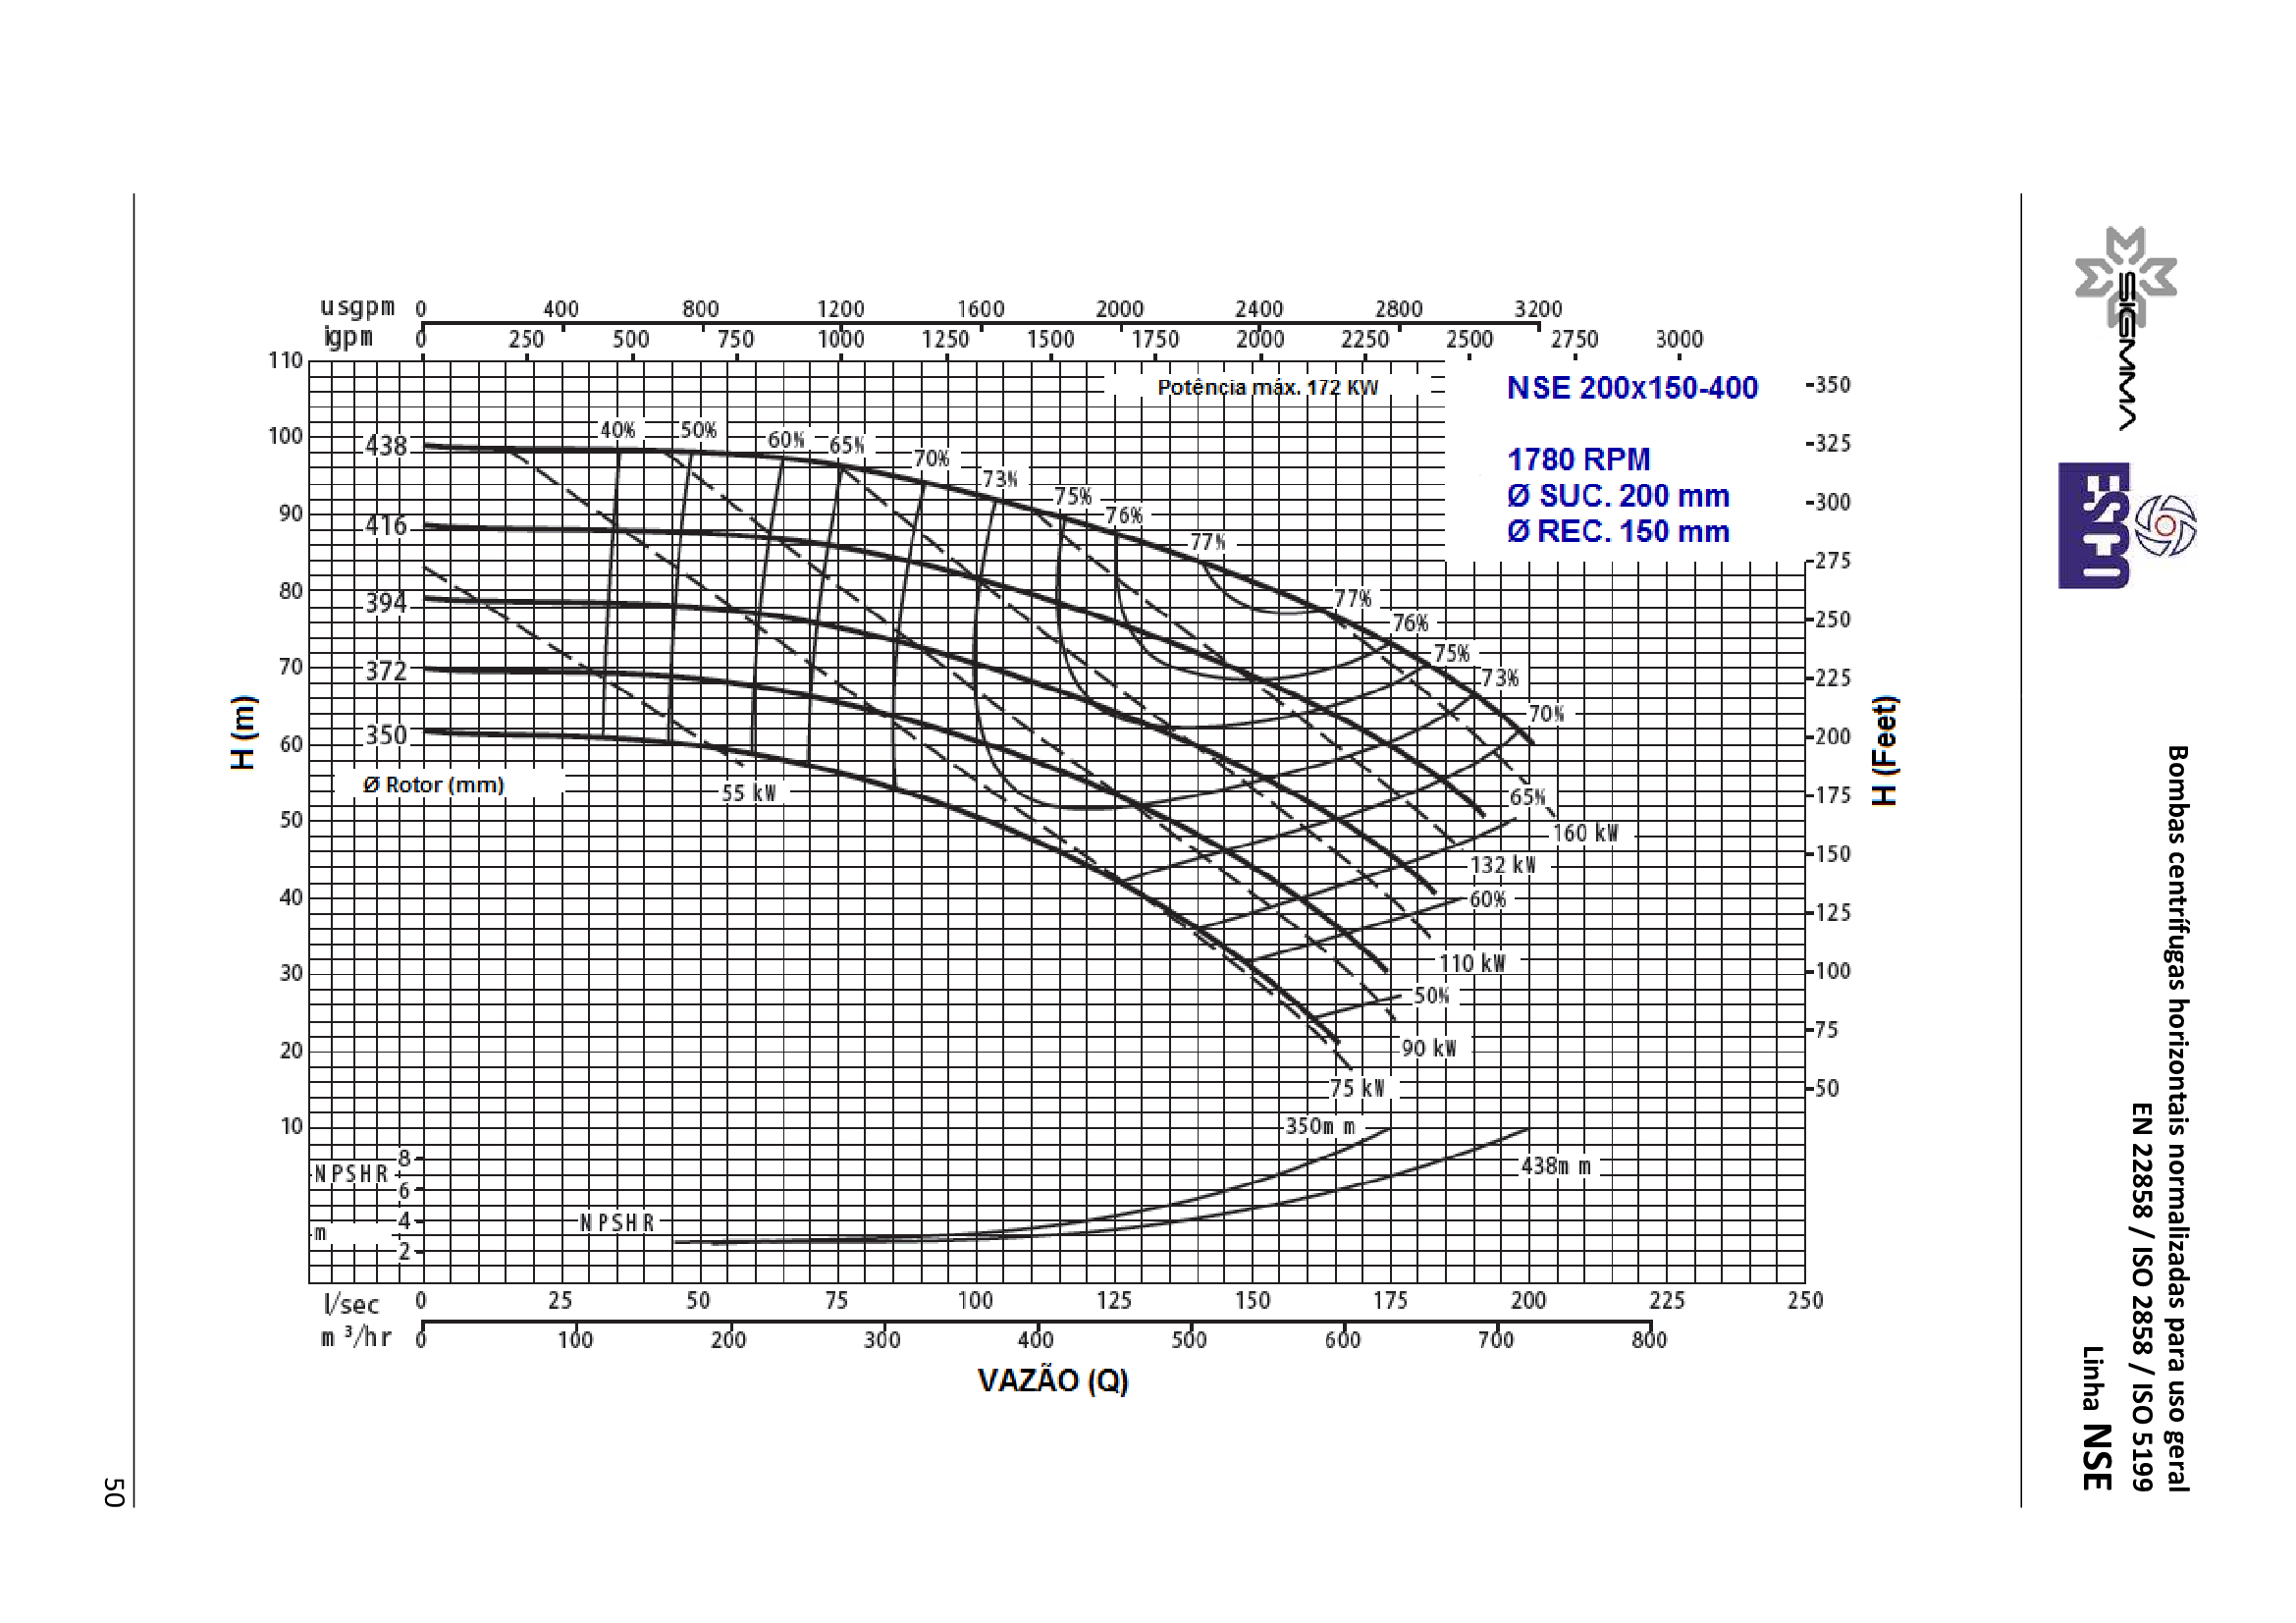 usgpm 0 400 800 1200 1600 2000 2400 2800 3200
igpm 0 250 500 750 1000 1250 1500 1750 2000 2250 2500 2750 3000
110
100
90
80
70
60
50
40
30
20
10
H (m)
Potência máx. 172 KW
NSE 200x150-400
1780 RPM
Ø SUC. 200 mm
Ø REC. 150 mm
350
325
300
275
250
225
200
175
150
125
100
75
50
H (Feet)
438
416
394
372
350
Ø Rotor (mm)
40% 50% 60% 65% 70% 73% 75% 76% 77%
77%
76%
75%
73%
70%
65%
60%
50%
55 kW
160 kW
132 kW
110 kW
90 kW
75 kW
350m m
438m m
NPSHR
8
6
4
2
m
NPSHR
l/sec 0 25 50 75 100 125 150 175 200 225 250
m³/hr 0 100 200 300 400 500 600 700 800
VAZÃO (Q)
SIGMMA
ESCO
Bombas centrífugas horizontais normalizadas para uso geral
EN 22858 / ISO 2858 / ISO 5199
Linha NSE
50